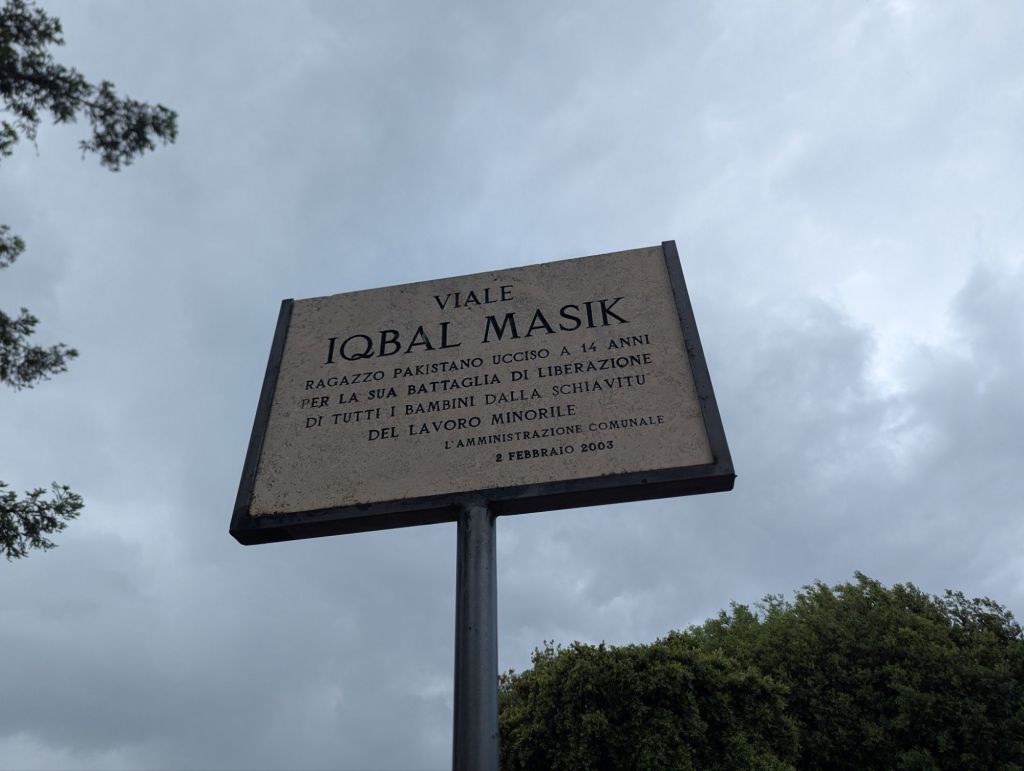 VIALE
IQBAL MASIK
RAGAZZO PAKISTANO UCCISO A 14 ANNI
PER LA SUA BATTAGLIA DI LIBERAZIONE
DI TUTTI I BAMBINI DALLA SCHIAVITU
DEL LAVORO MINORILE
L'AMMINISTRAZIONE COMUNALE
2 FEBBRAIO 2003